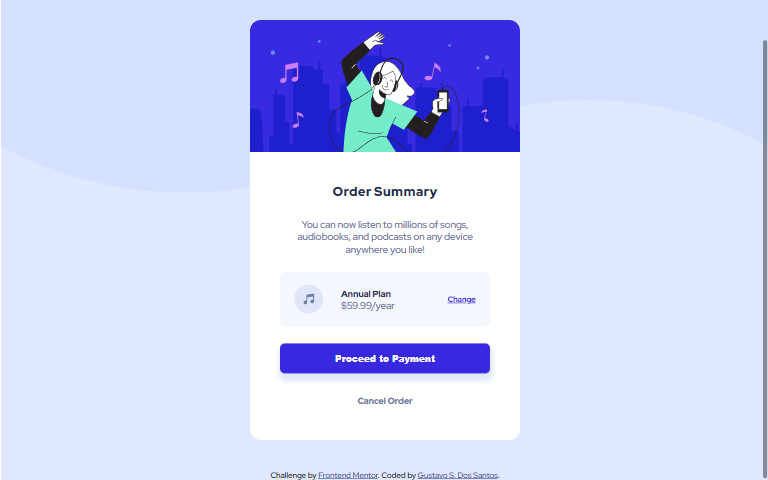 Order Summary
You can now listen to millions of songs,
audiobooks, and podcasts on any device
anywhere you like!
Annual Plan
$59.99/year
Change
Proceed to Payment
Cancel Order
Challenge by Frontend Mentor. Coded by Gustavo S. Dos Santos.